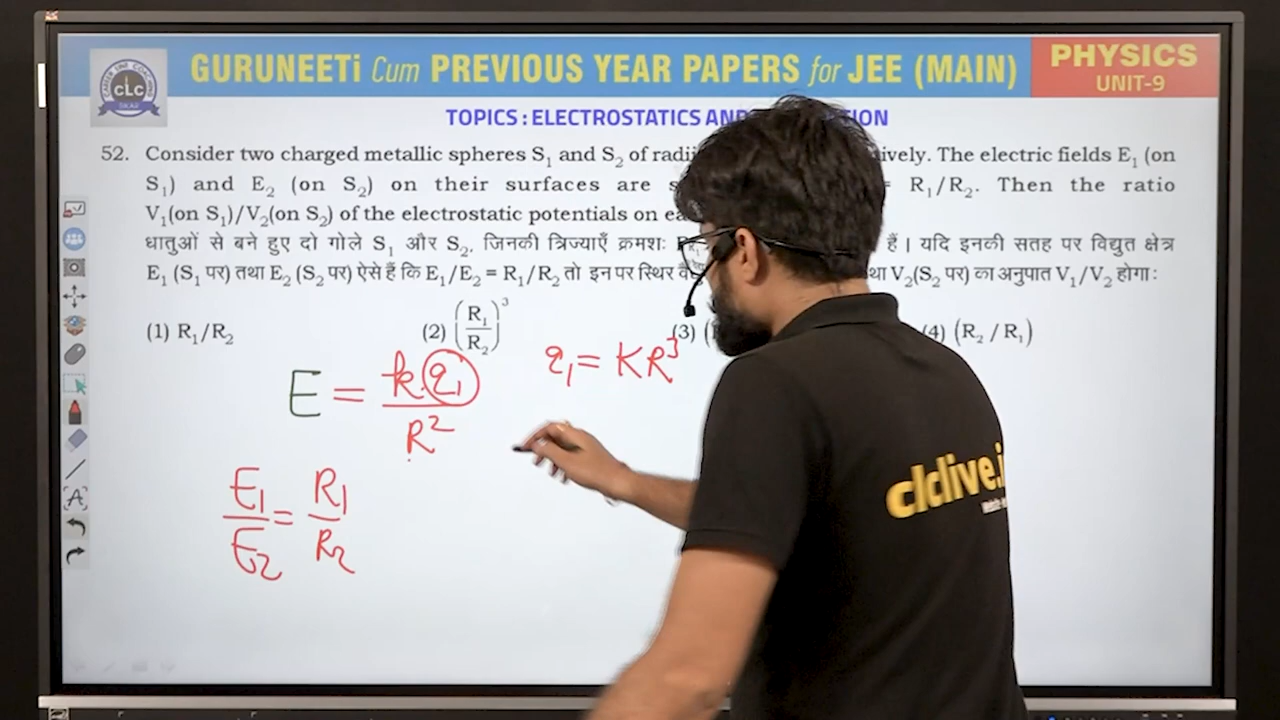 GURUNEETi Cum PREVIOUS YEAR PAPERS for JEE (MAIN)
PHYSICS
UNIT-9
CLC
SIKAR
TOPICS : ELECTROSTATICS AN ION
52. Consider two charged metallic spheres S₁ and S₂ of radii ively. The electric fields E₁ (on
S₁) and E₂ (on S₂) on their surfaces are s R₁/R₂. Then the ratio
V₁(on S₁)/V₂(on S₂) of the electrostatic potentials on ea
धातुओं से बने हुए दो गोले S₁ और S₂, जिनकी त्रिज्याएँ क्रमशः हैं। यदि इनकी सतह पर विद्युत क्षेत्र
E₁ (S₁ पर) तथा E₂ (S₂ पर) ऐसे हैं कि E₁/E₂ = R₁/R₂ तो इन पर स्थिर था V₂(S₂ पर) का अनुपात V₁/V₂ होगा:
(1) R₁/R₂ (2) (R₁/R₂)³ (3) ( (4) (R₂ / R₁)
E = k q₁ / R²
q₁ = KR³
E₁/E₂ = R₁/R₂
clclive.i